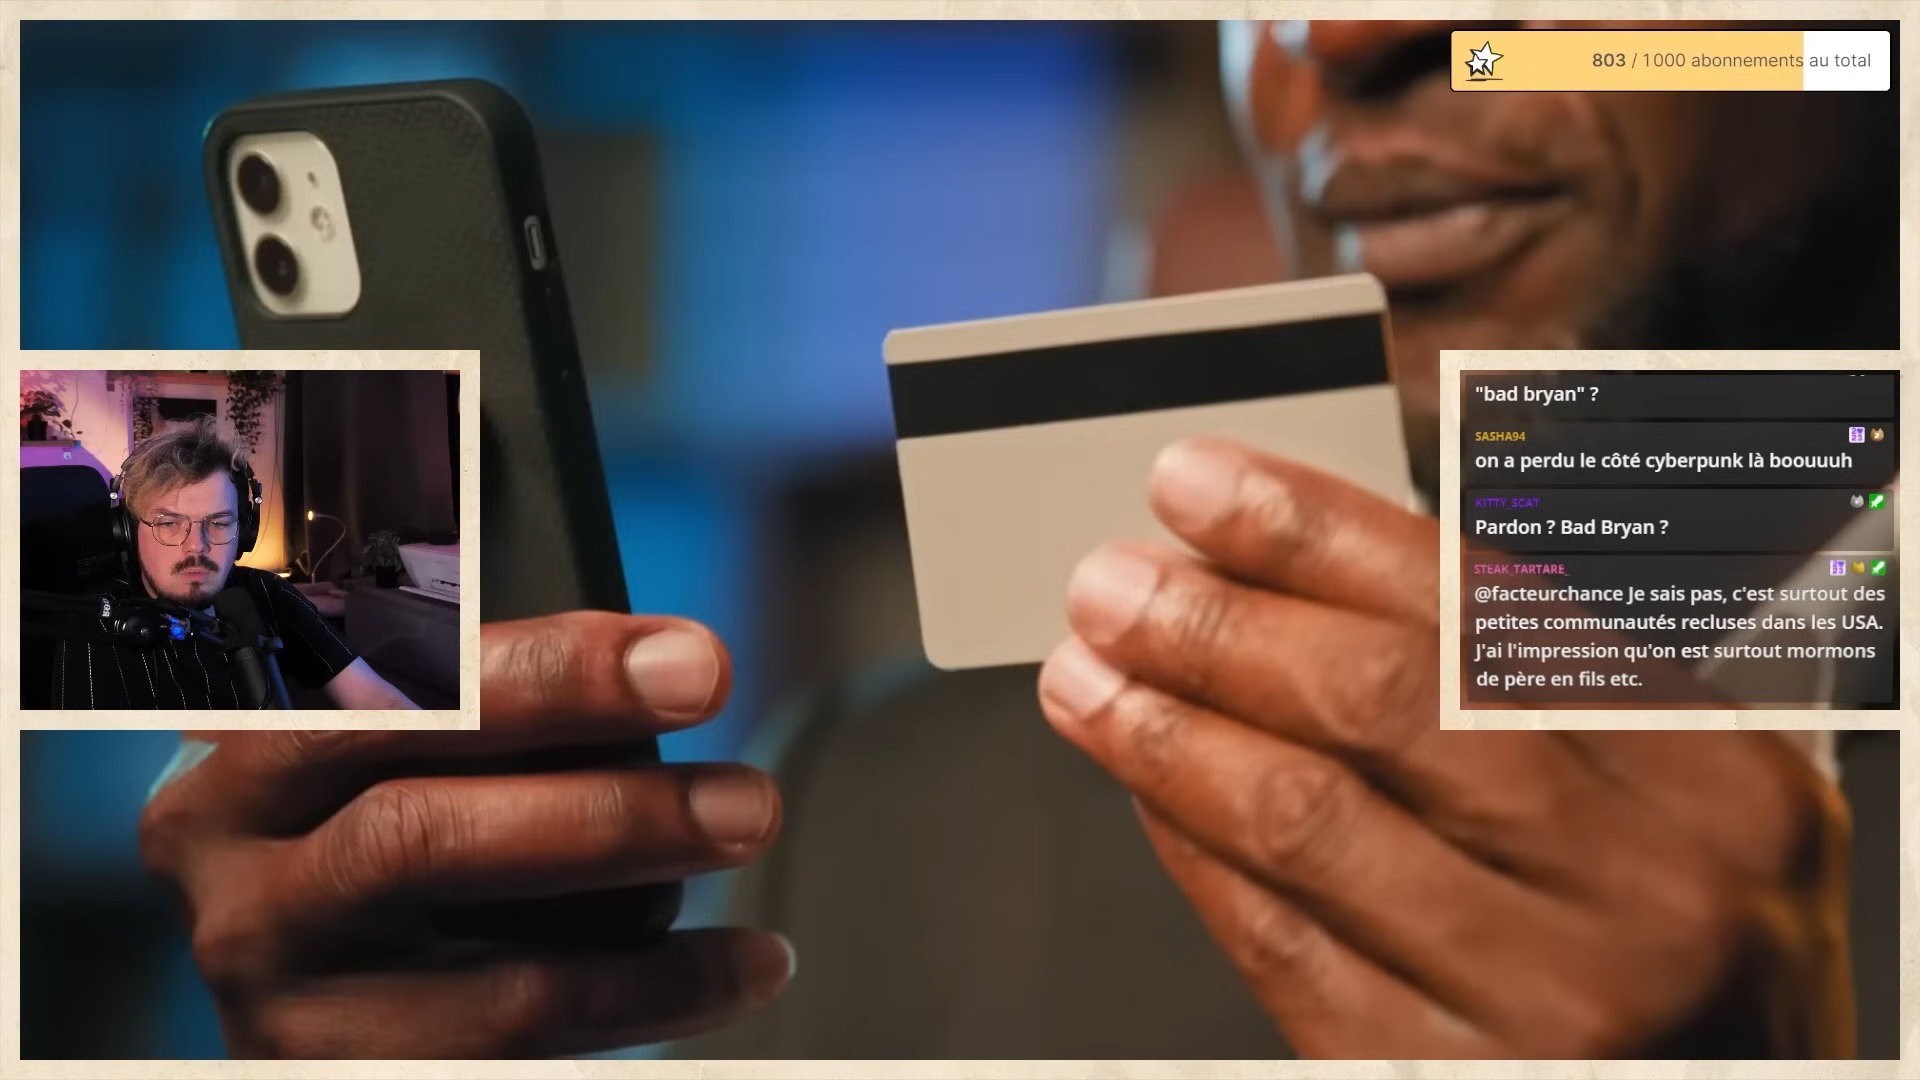 803 / 1000 abonnements au total
"bad bryan" ?
SASHA94
on a perdu le côté cyberpunk là boouuuh
KITTY_SCAT
Pardon ? Bad Bryan ?
STEAK_TARTARE_
@facteurchance Je sais pas, c'est surtout des
petites communautés recluses dans les USA.
J'ai l'impression qu'on est surtout mormons
de père en fils etc.